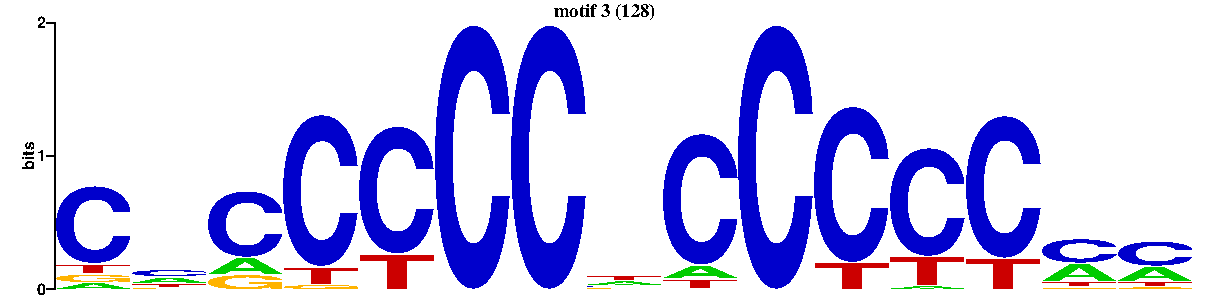 motif 3 (128)
2
bits
1
0
C T G A
C A T G
C A G
C T G
C T
C
C
T A G
C A T
C
C T
C T A
C T
C A T G
C A T G